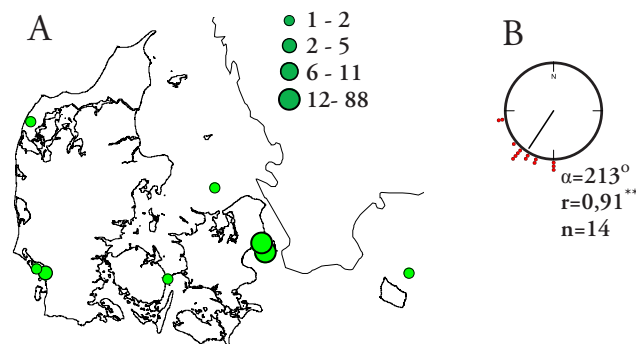 A
1 - 2
2 - 5
6 - 11
12- 88
B
N
α=213°
r=0,91**
n=14